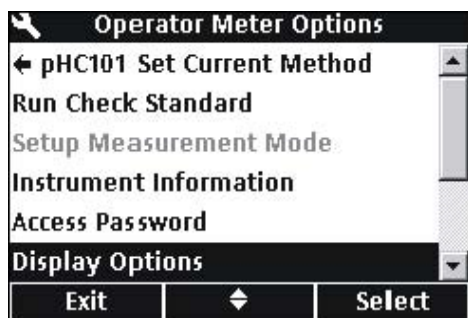 Operator Meter Options
← pHC101 Set Current Method
Run Check Standard
Setup Measurement Mode
Instrument Information
Access Password
Display Options
Exit Select